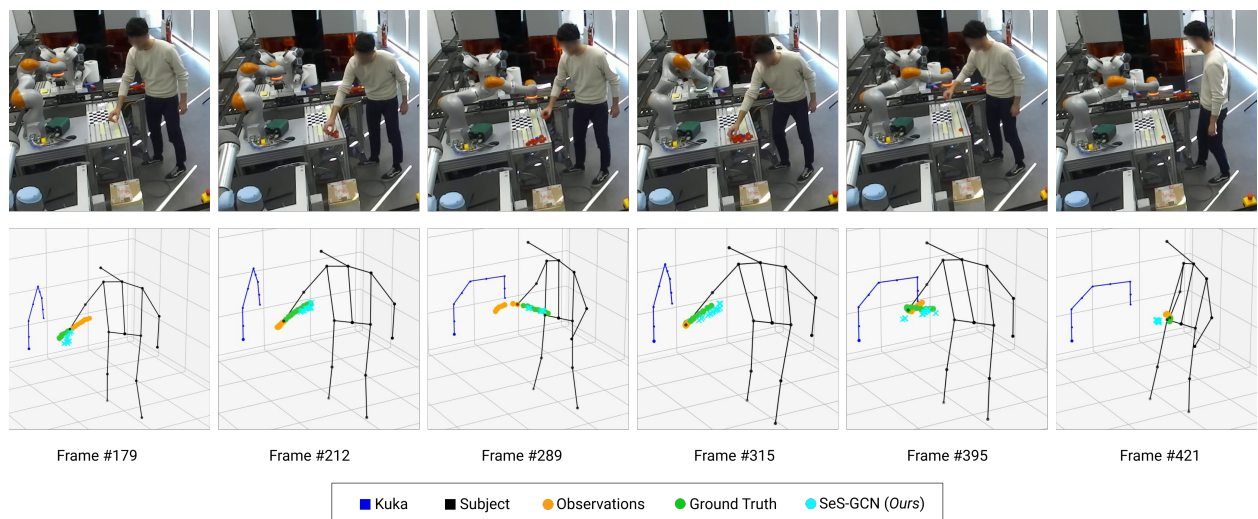 Frame #179
Frame #212
Frame #289
Frame #315
Frame #395
Frame #421
Kuka
Subject
Observations
Ground Truth
SeS-GCN (Ours)